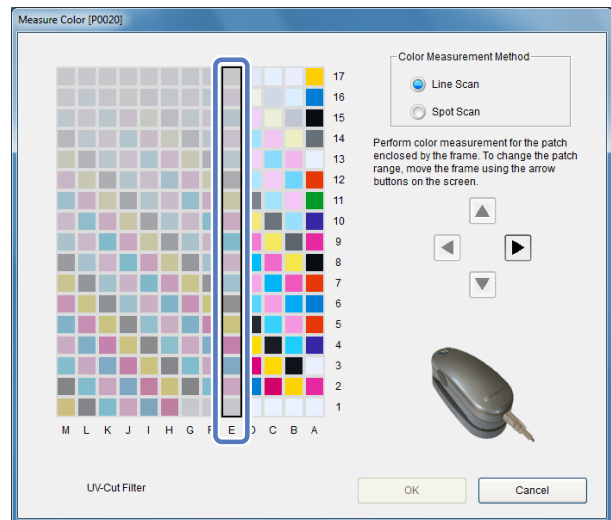 Measure Color [P0020]
Color Measurement Method
Line Scan
Spot Scan
Perform color measurement for the patch
enclosed by the frame. To change the patch
range, move the frame using the arrow
buttons on the screen.
17
16
15
14
13
12
11
10
9
8
7
6
5
4
3
2
1
M L K J I H G F E D C B A
UV-Cut Filter
OK
Cancel